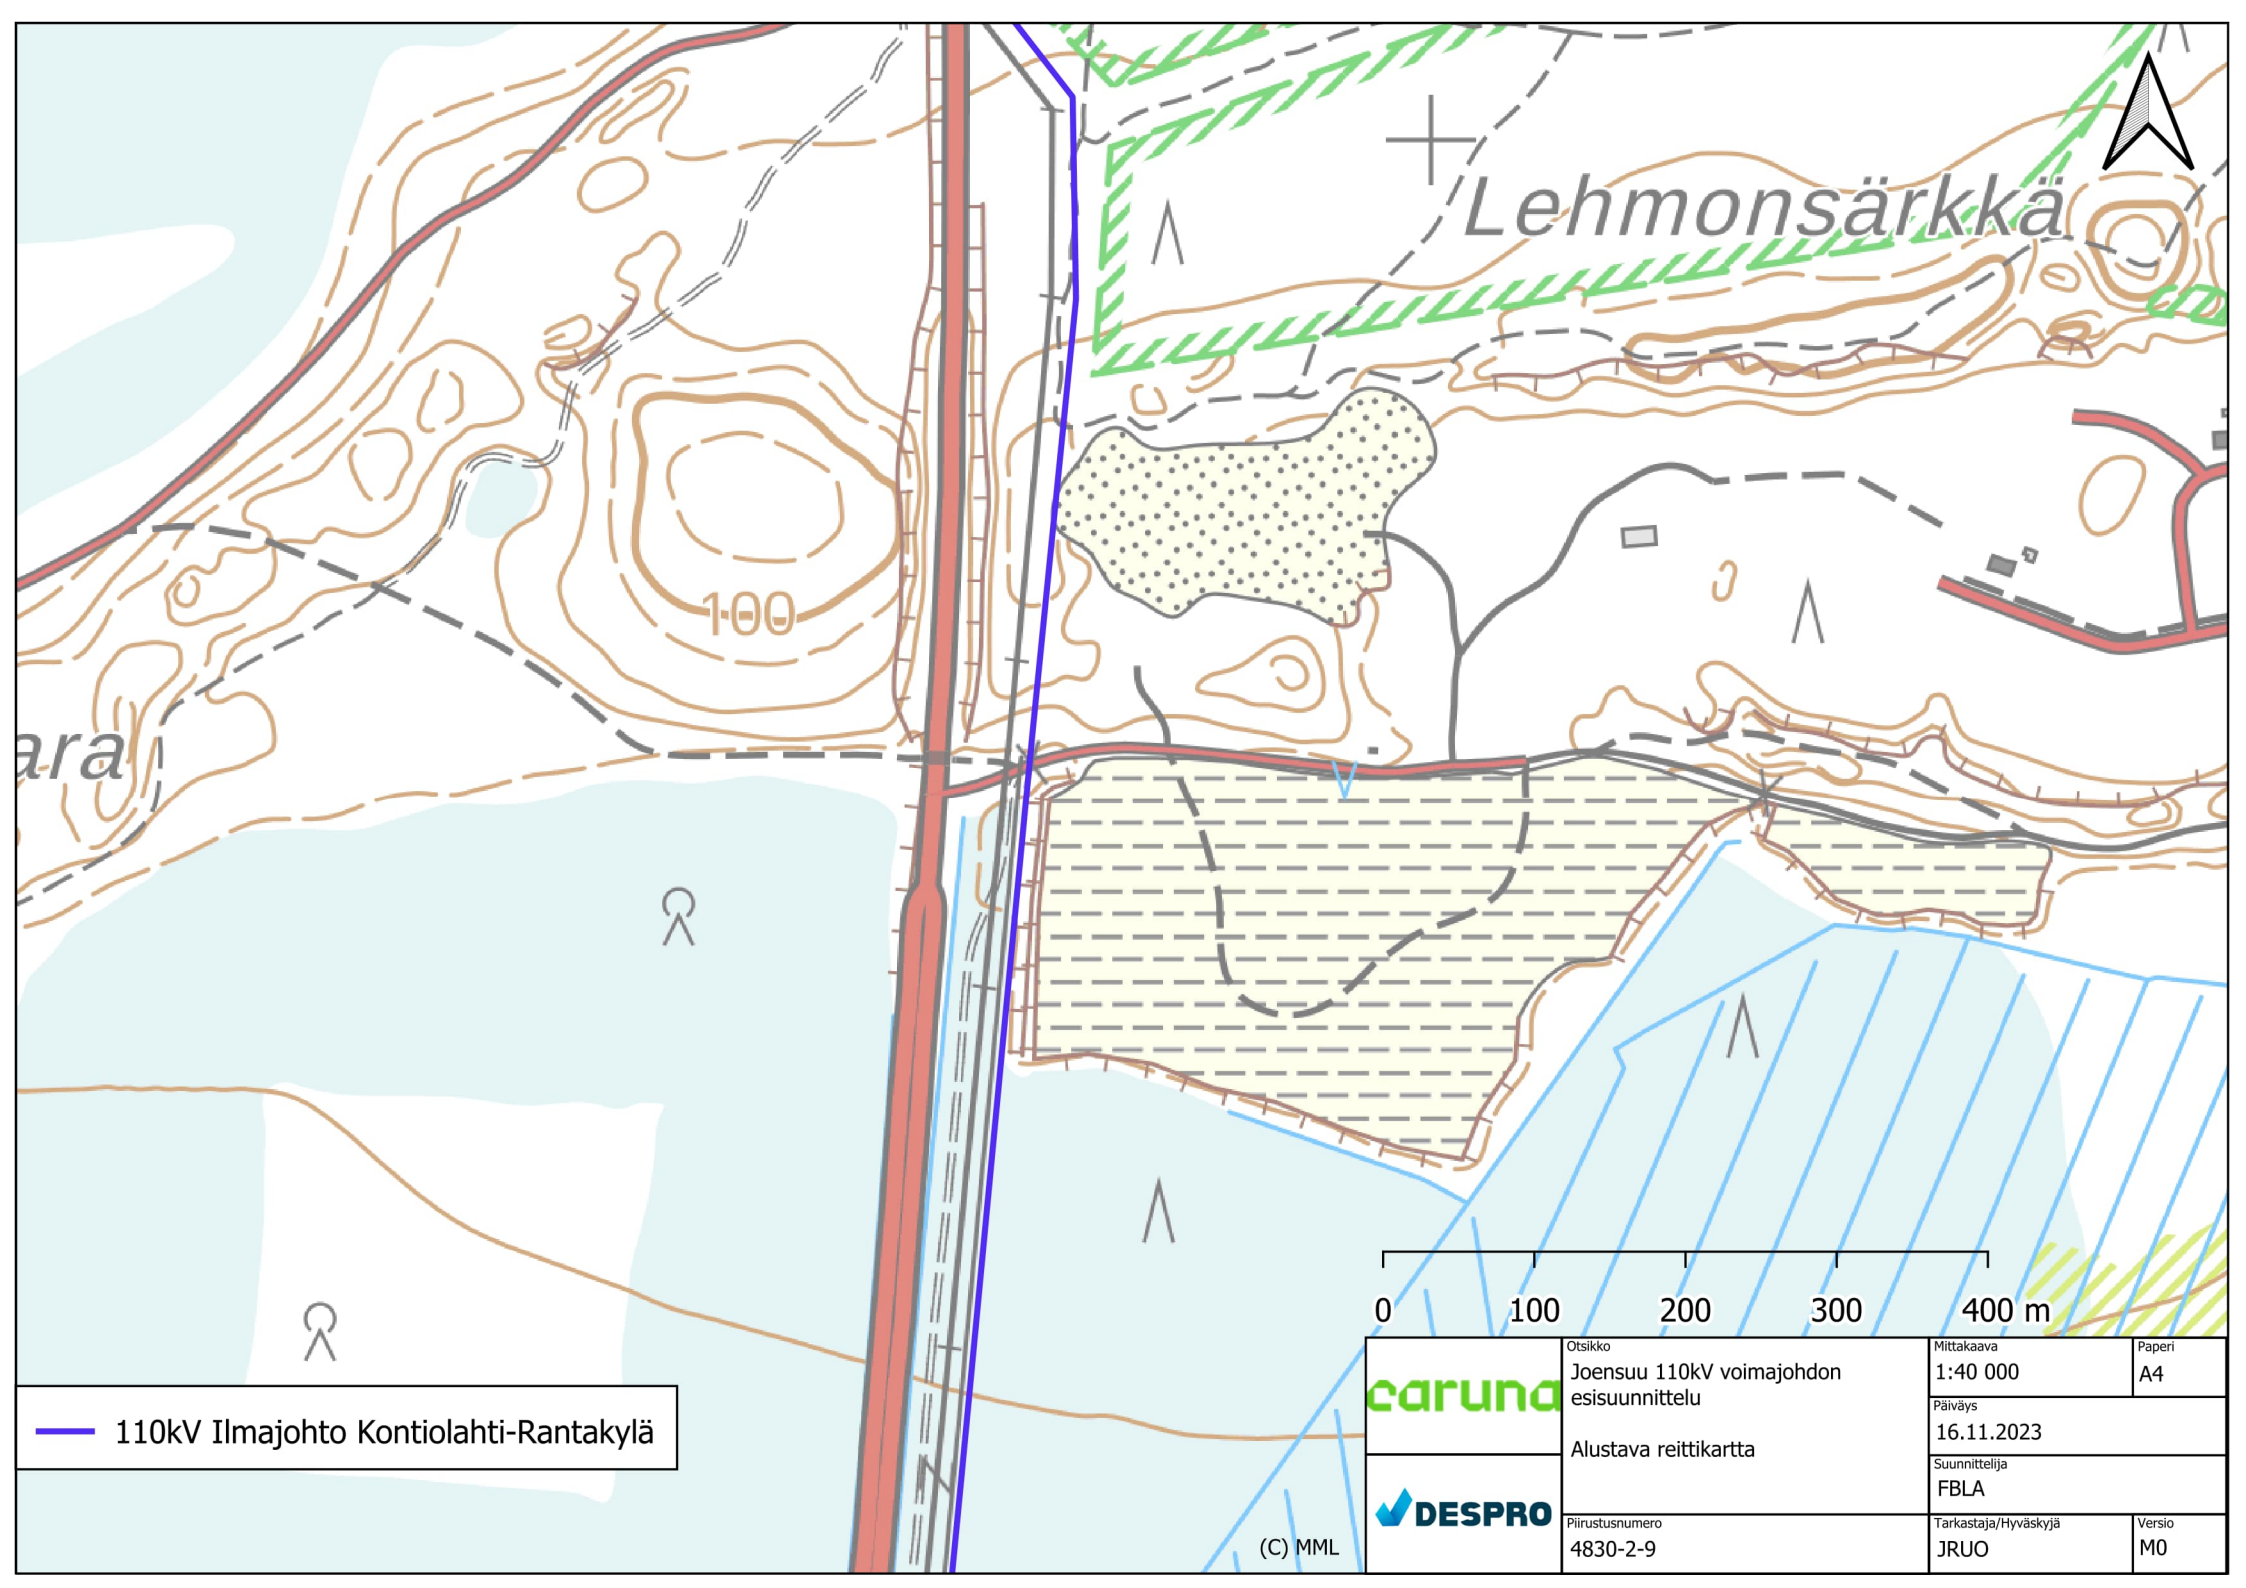 Lehmonsärkkä
100
ara
0 100 200 300 400 m
110kV Ilmajohto Kontiolahti-Rantakylä
(C) MML
caruna
DESPRO
Otsikko
Joensuu 110kV voimajohdon
esisuunnittelu
Alustava reittikartta
Piirustusnumero
4830-2-9
Mittakaava
1:40 000
Paperi
A4
Päiväys
16.11.2023
Suunnittelija
FBLA
Tarkastaja/Hyväskyjä
JRUO
Versio
M0